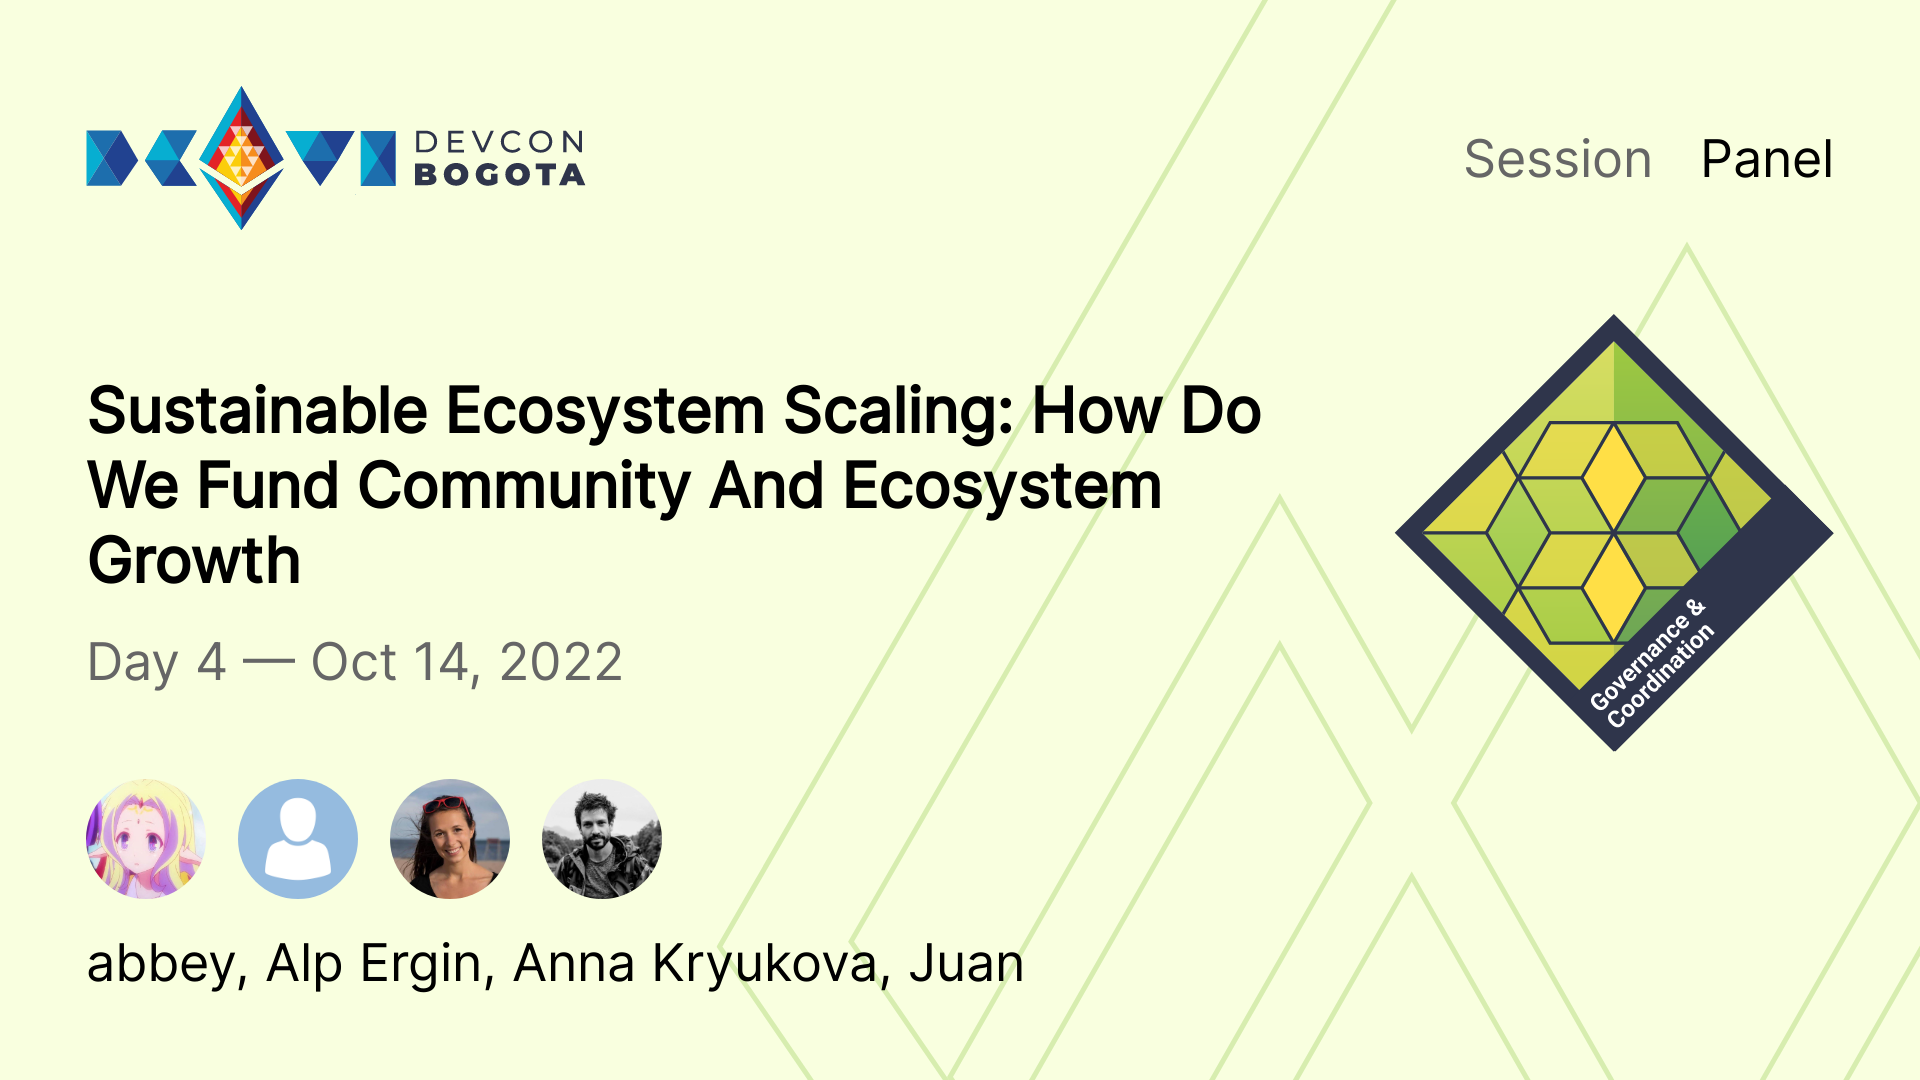 DEVCON
BOGOTA
Session Panel
Sustainable Ecosystem Scaling: How Do
We Fund Community And Ecosystem
Growth
Day 4 — Oct 14, 2022
Governance &
Coordination
abbey, Alp Ergin, Anna Kryukova, Juan